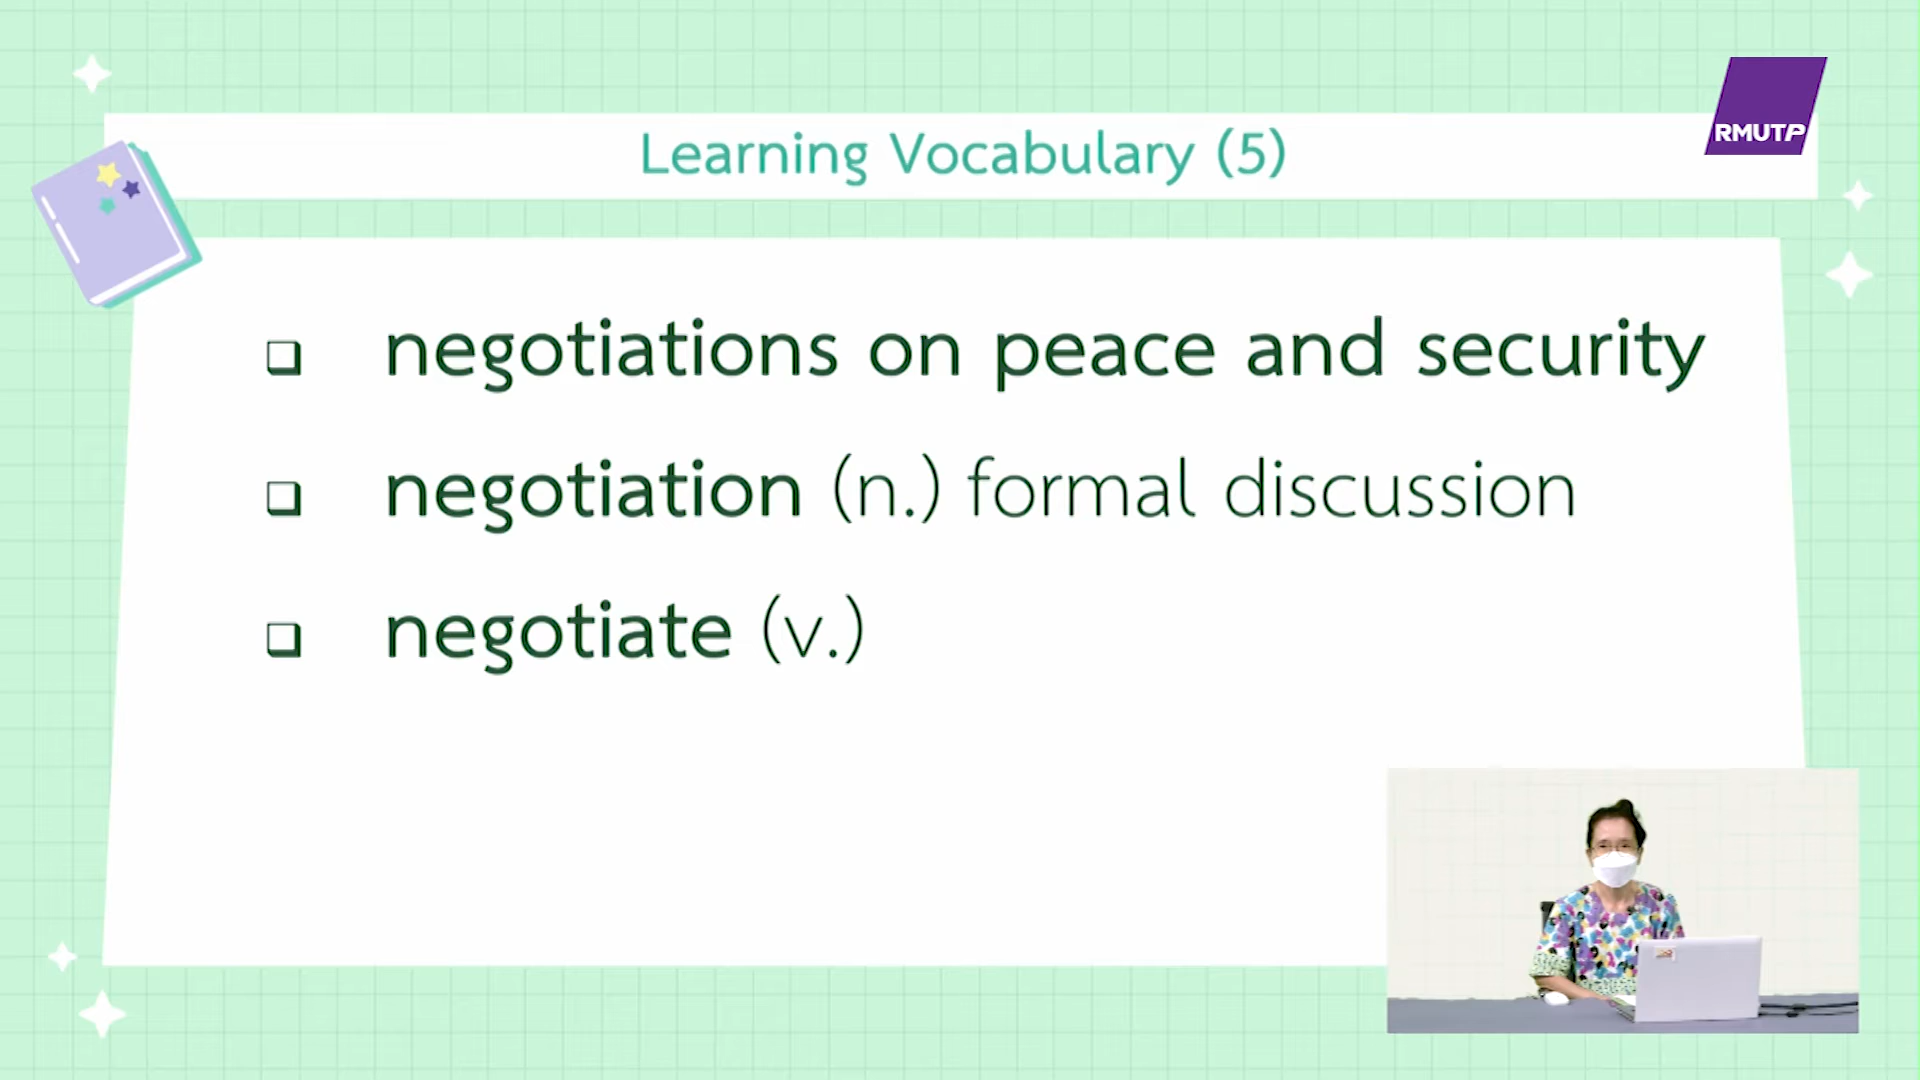 RMUTP
Learning Vocabulary (5)
❑ negotiations on peace and security
❑ negotiation (n.) formal discussion
❑ negotiate (v.)